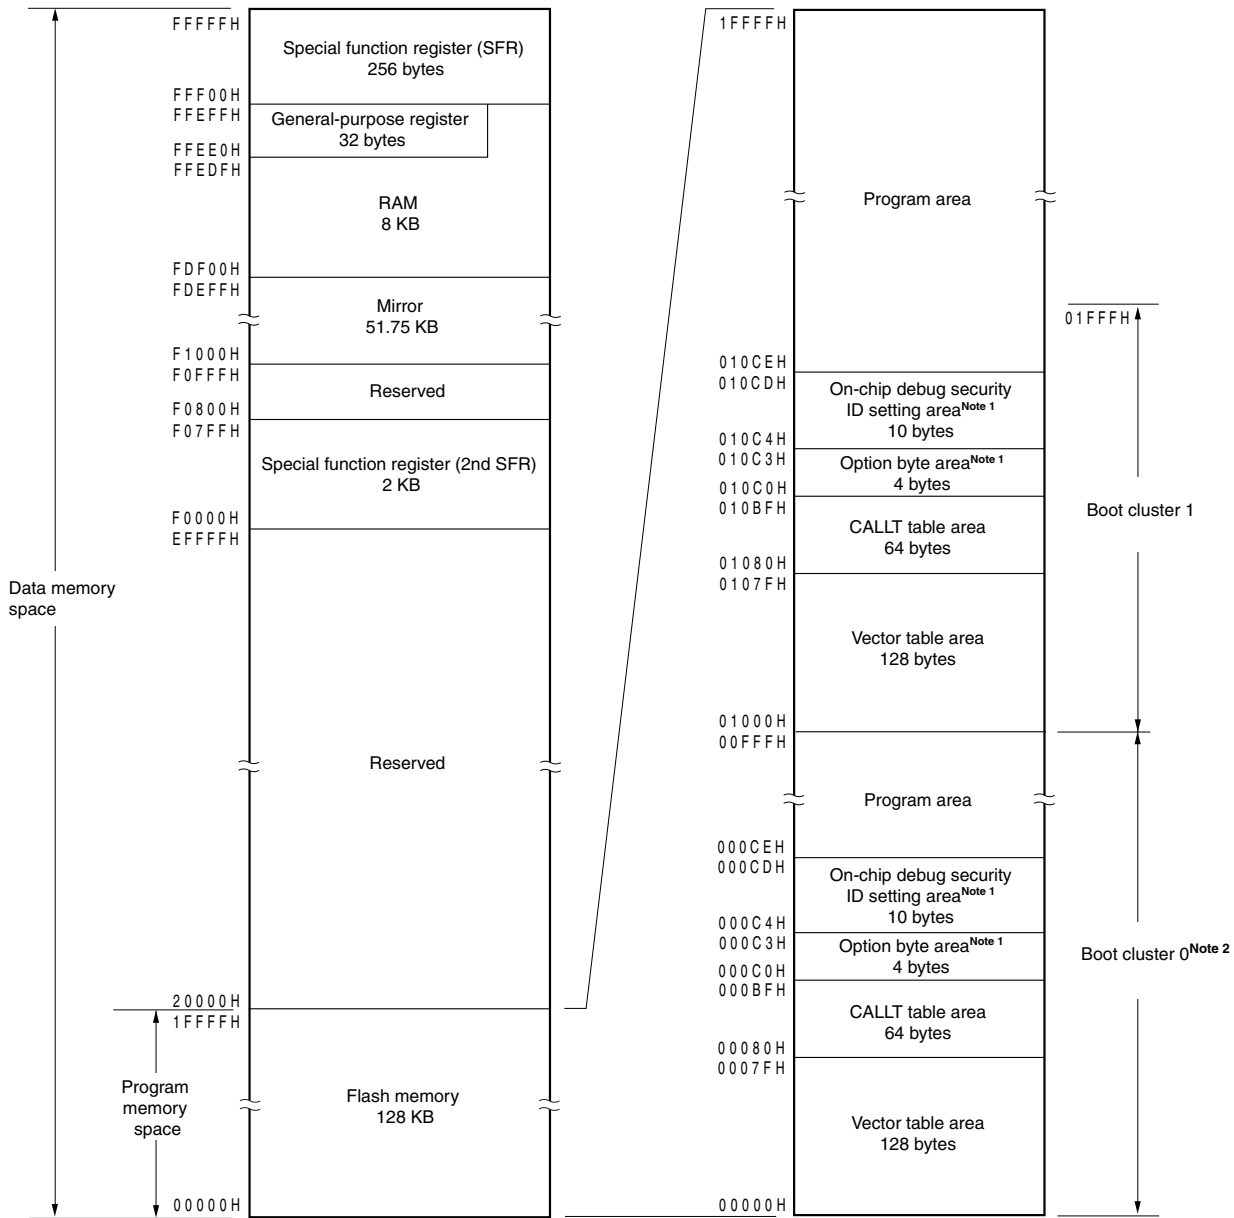 FFFFFH
Special function register (SFR)
256 bytes
FFF00H
FFEFFH
General-purpose register
32 bytes
FFEE0H
FFEDFH
RAM
8 KB
FDF00H
FDEFFH
Mirror
51.75 KB
F1000H
F0FFFH
Reserved
F0800H
F07FFH
Special function register (2nd SFR)
2 KB
F0000H
EFFFFH
Data memory
space
Reserved
20000H
1FFFFH
Program
memory
space
Flash memory
128 KB
00000H
1FFFFH
Program area
01FFFH
010CEH
010CDH
On-chip debug security
ID setting areaNote 1
10 bytes
010C4H
010C3H
Option byte areaNote 1
4 bytes
010C0H
010BFH
Boot cluster 1
CALLT table area
64 bytes
01080H
0107FH
Vector table area
128 bytes
01000H
00FFFH
Program area
000CEH
000CDH
On-chip debug security
ID setting areaNote 1
10 bytes
000C4H
000C3H
Option byte areaNote 1
4 bytes
Boot cluster 0Note 2
000C0H
000BFH
CALLT table area
64 bytes
00080H
0007FH
Vector table area
128 bytes
00000H